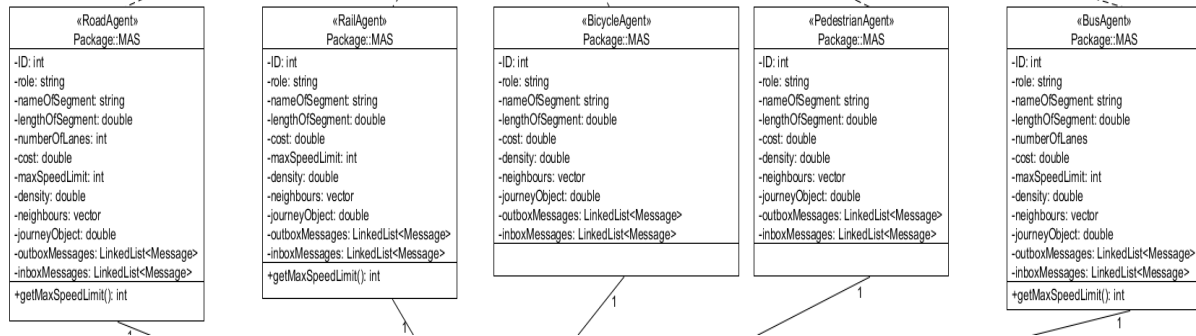 «RoadAgent»
Package::MAS
-ID: int
-role: string
-nameOfSegment: string
-lengthOfSegment: double
-numberOfLanes: int
-cost: double
-maxSpeedLimit: int
-density: double
-neighbours: vector
-journeyObject: double
-outboxMessages: LinkedList<Message>
-inboxMessages: LinkedList<Message>
+getMaxSpeedLimit(): int
1
«RailAgent»
Package::MAS
-ID: int
-role: string
-nameOfSegment: string
-lengthOfSegment: double
-cost: double
-maxSpeedLimit: int
-density: double
-neighbours: vector
-journeyObject: double
-outboxMessages: LinkedList<Message>
-inboxMessages: LinkedList<Message>
+getMaxSpeedLimit(): int
1
«BicycleAgent»
Package::MAS
-ID: int
-role: string
-nameOfSegment: string
-lengthOfSegment: double
-cost: double
-density: double
-neighbours: vector
-journeyObject: double
-outboxMessages: LinkedList<Message>
-inboxMessages: LinkedList<Message>
1
«PedestrianAgent»
Package::MAS
-ID: int
-role: string
-nameOfSegment: string
-lengthOfSegment: double
-cost: double
-density: double
-neighbours: vector
-journeyObject: double
-outboxMessages: LinkedList<Message>
-inboxMessages: LinkedList<Message>
1
«BusAgent»
Package::MAS
-ID: int
-role: string
-nameOfSegment: string
-lengthOfSegment: double
-numberOfLanes
-cost: double
-maxSpeedLimit: int
-density: double
-neighbours: vector
-journeyObject: double
-outboxMessages: LinkedList<Message>
-inboxMessages: LinkedList<Message>
+getMaxSpeedLimit(): int
1